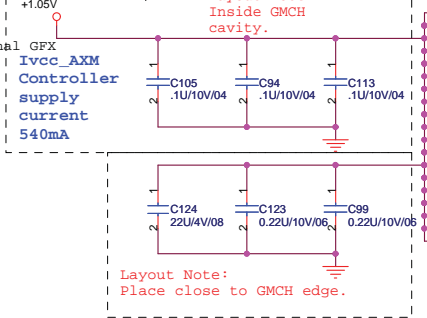 +1.05V
Inside GMCH
cavity.
nal GFX
Ivcc_AXM
Controller
supply
current
540mA
1 1 1
C105 C94 C113
.1U/10V/04 .1U/10V/04 .1U/10V/04
2 2 2
1 1 1
C124 C123 C99
22U/4V/08 0.22U/10V/06 0.22U/10V/06
2 2 2
Layout Note:
Place close to GMCH edge.